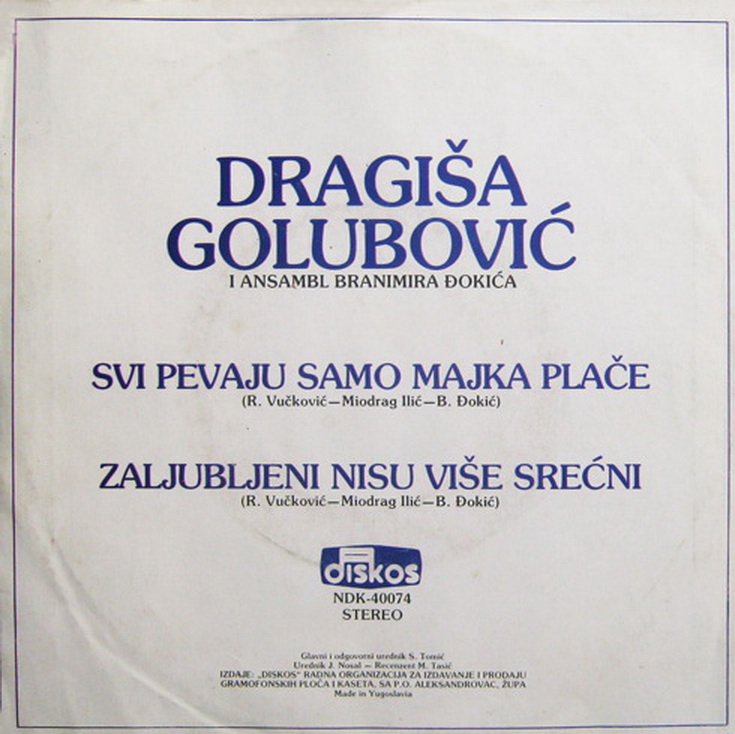 DRAGIŠA
GOLUBOVIĆ
I ANSAMBL BRANIMIRA ĐOKIĆA
SVI PEVAJU SAMO MAJKA PLAČE
(R. Vučković—Miodrag Ilić—B. Đokić)
ZALJUBLJENI NISU VIŠE SREĆNI
(R. Vučković—Miodrag Ilić—B. Đokić)
diskos
NDK-40074
STEREO
Glavni i odgovorni urednik S. Tomić
Urednik J. Nosal — Recenzent M. Tasić
IZDAJE: „DISKOS" RADNA ORGANIZACIJA ZA IZDAVANJE I PRODAJU
GRAMOFONSKIH PLOČA I KASETA, SA P.O. ALEKSANDROVAC, ŽUPA
Made in Yugoslavia